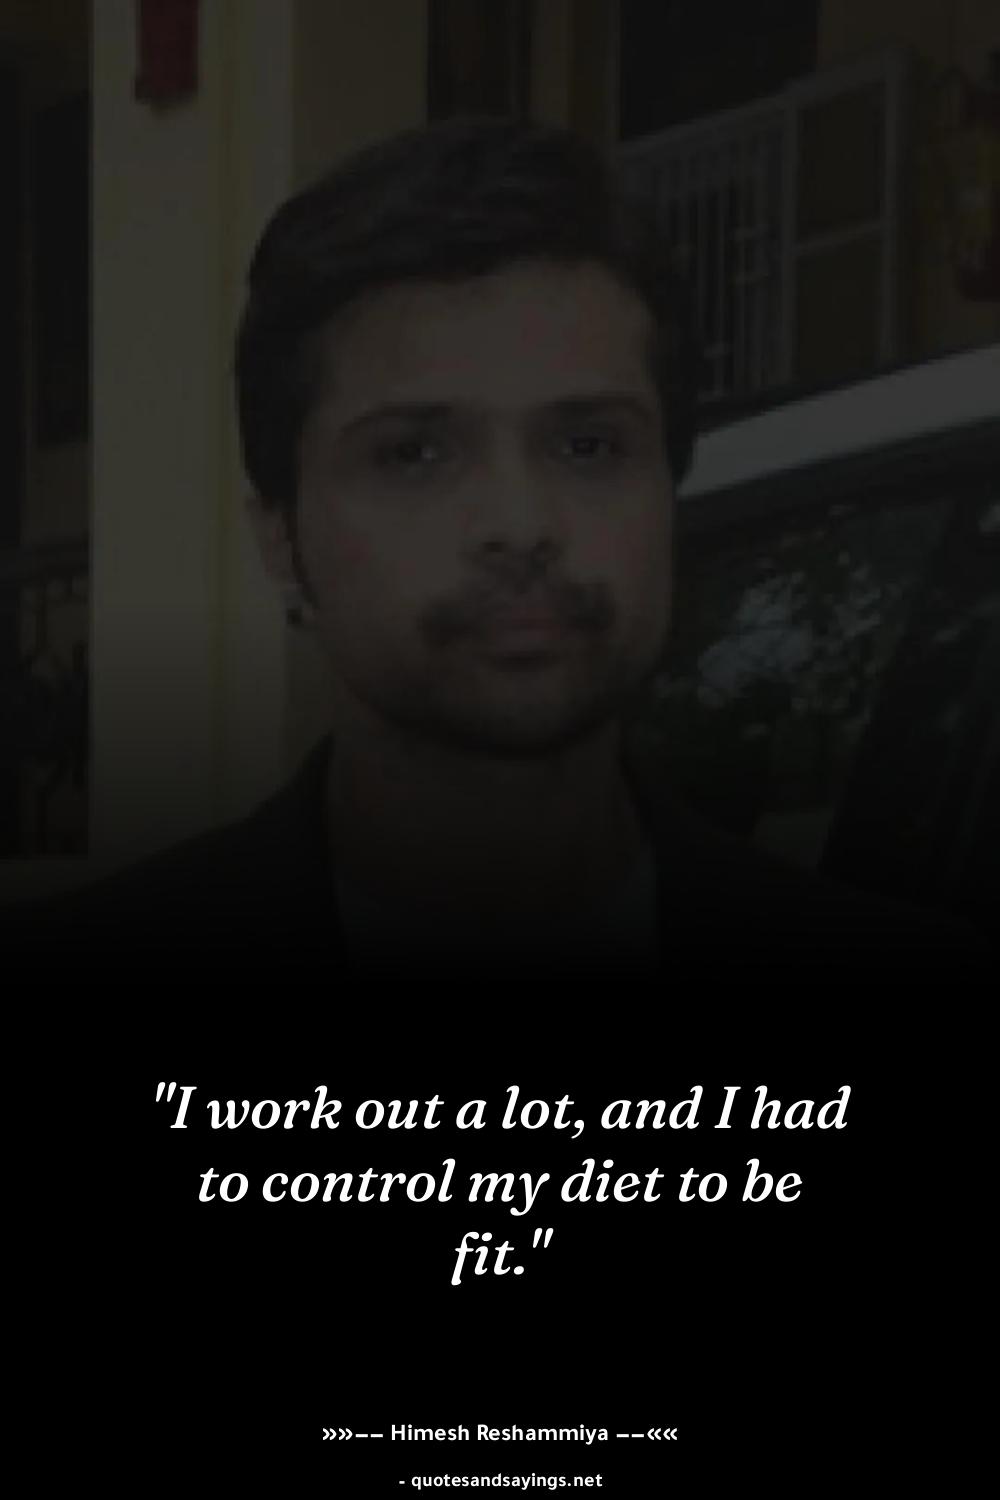 "I work out a lot, and I had
to control my diet to be
fit."
»»−− Himesh Reshammiya −−««
- quotesandsayings.net